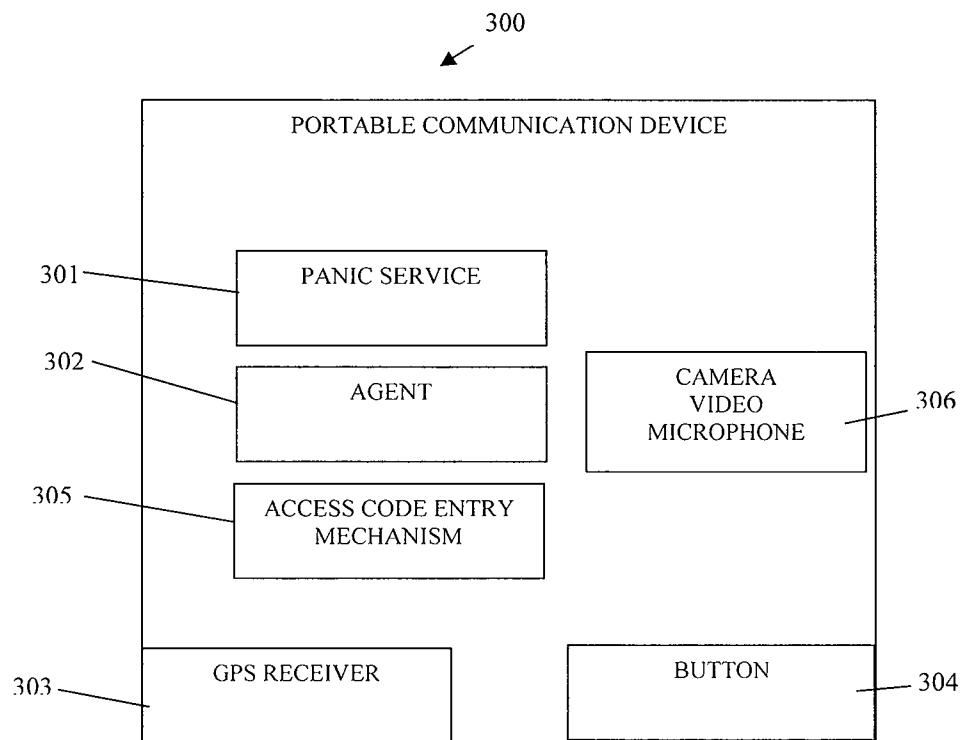 300
PORTABLE COMMUNICATION DEVICE
301
PANIC SERVICE
302
AGENT
CAMERA
VIDEO
MICROPHONE
306
305
ACCESS CODE ENTRY
MECHANISM
303
GPS RECEIVER
BUTTON
304